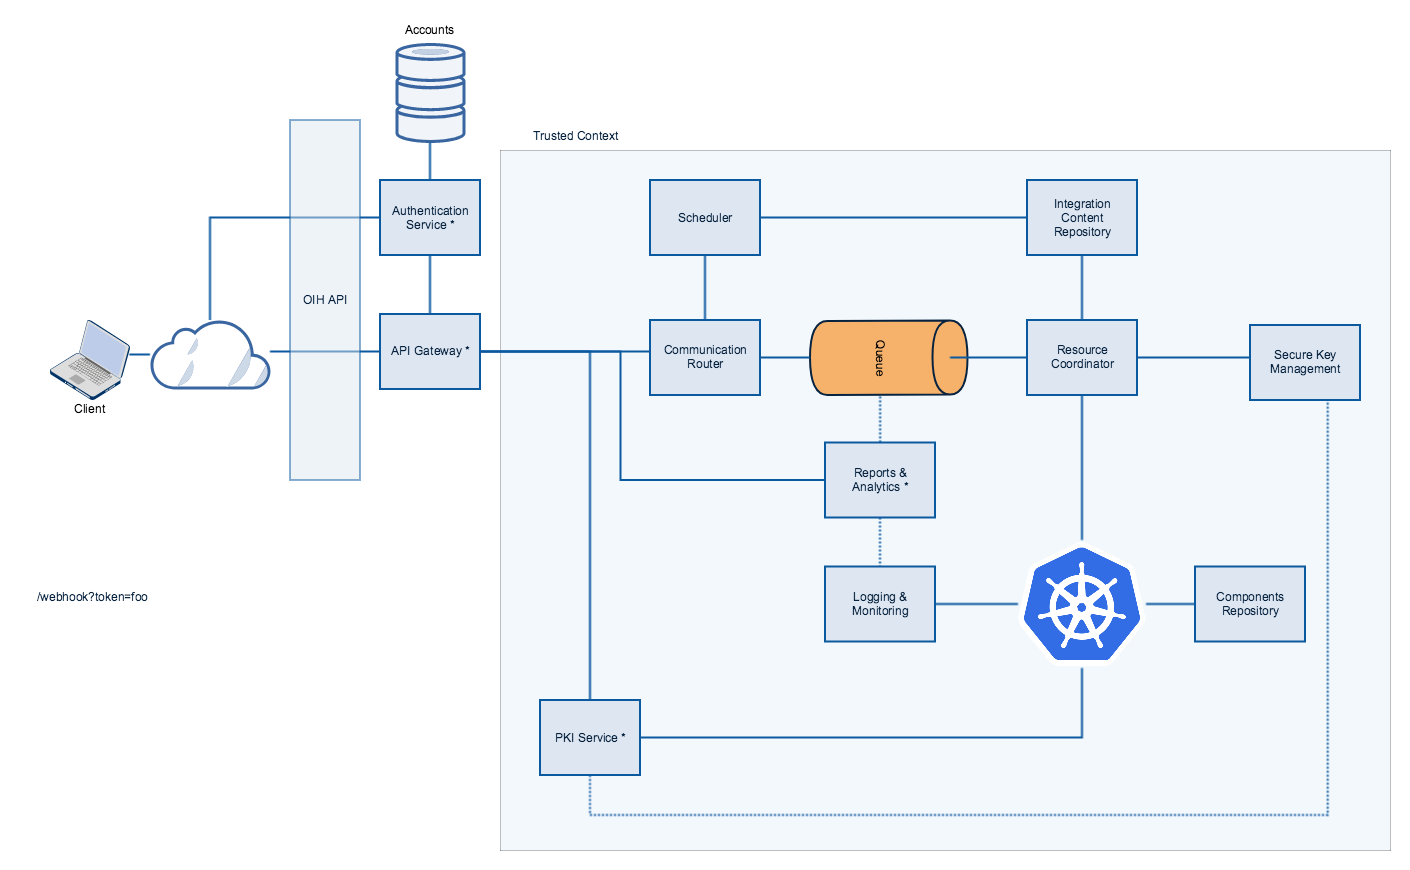 Accounts
Trusted Context
Authentication
Service *
Scheduler
Integration
Content
Repository
OIH API
API Gateway *
Communication
Router
Queue
Resource
Coordinator
Secure Key
Management
Client
Reports &
Analytics *
/webhook?token=foo
Logging &
Monitoring
Components
Repository
PKI Service *